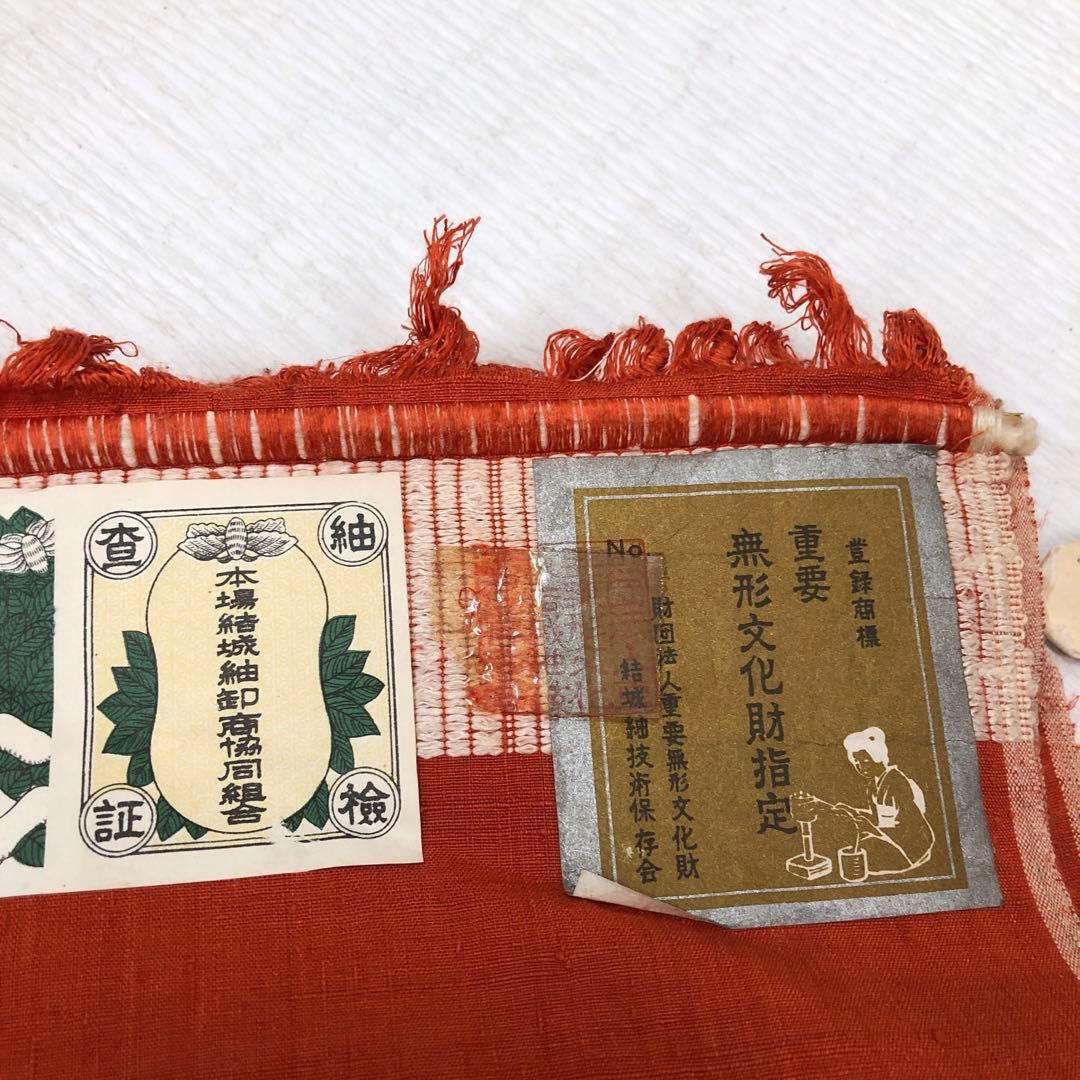 紬
檢
査
証
本場結城紬卸商協同組合
登録商標
重要
無形文化財指定
財団法人重要無形文化財
結城紬技術保存会
No.